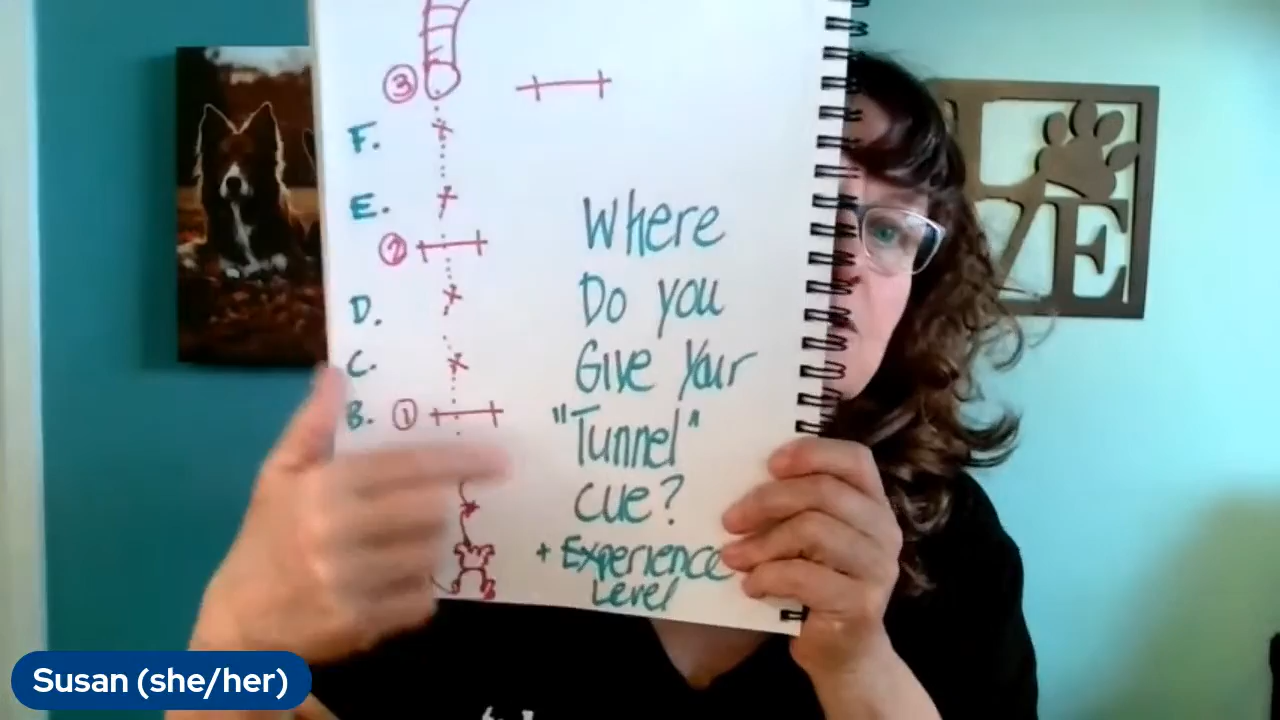 3
F.
E.
2
D.
C.
B. 1
Where
Do you
Give Your
"Tunnel"
cue?
+ Experience
Level
VE
Susan (she/her)